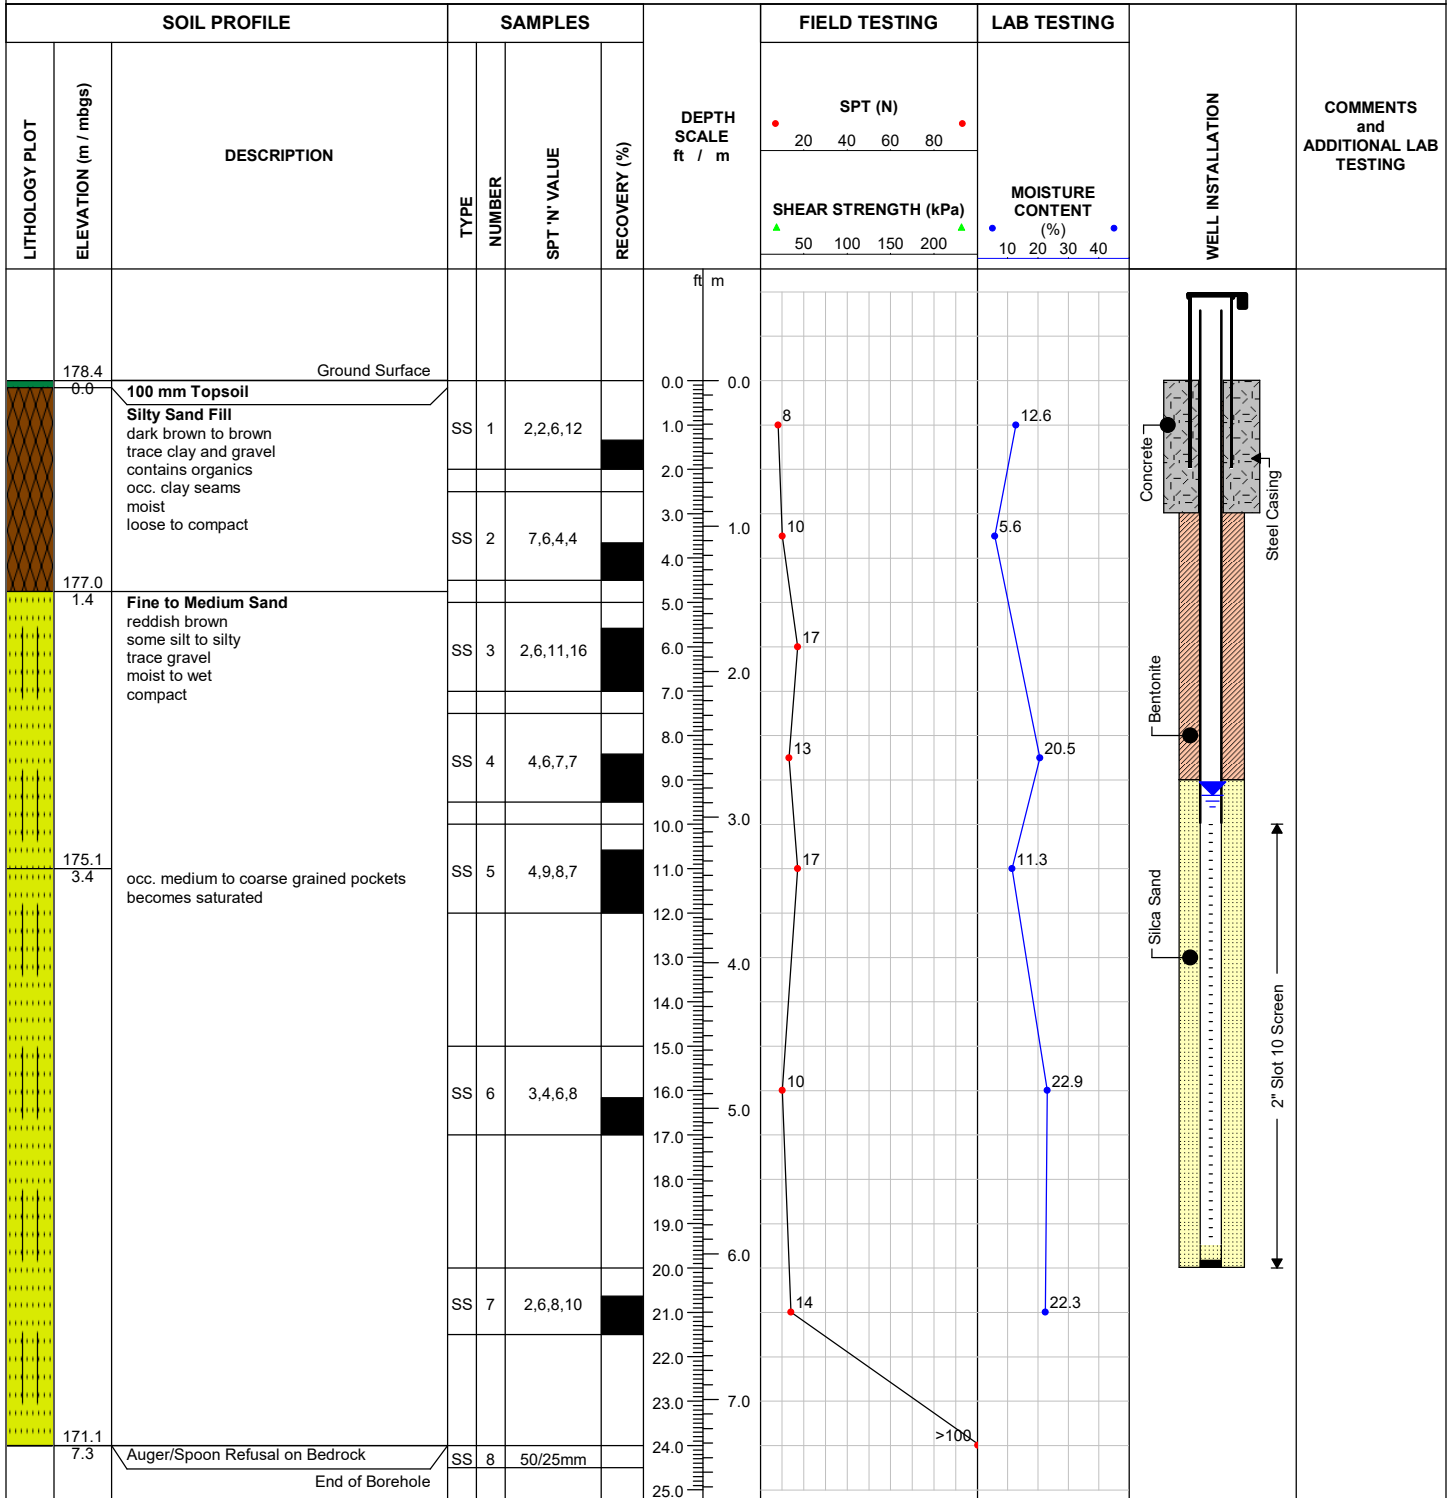 SOIL PROFILE
SAMPLES
FIELD TESTING
LAB TESTING
LITHOLOGY PLOT
ELEVATION (m / mbgs)
DESCRIPTION
TYPE
NUMBER
SPT 'N' VALUE
RECOVERY (%)
DEPTH
SCALE
ft / m
SPT (N)
20 40 60 80
SHEAR STRENGTH (kPa)
50 100 150 200
MOISTURE
CONTENT
(%)
10 20 30 40
WELL INSTALLATION
COMMENTS
and
ADDITIONAL LAB
TESTING
ft m
178.4
Ground Surface
0.0
100 mm Topsoil
Silty Sand Fill
dark brown to brown
trace clay and gravel
contains organics
occ. clay seams
moist
loose to compact
177.0
1.4
Fine to Medium Sand
reddish brown
some silt to silty
trace gravel
moist to wet
compact
175.1
3.4
occ. medium to coarse grained pockets
becomes saturated
171.1
7.3
Auger/Spoon Refusal on Bedrock
End of Borehole
SS 1 2,2,6,12
SS 2 7,6,4,4
SS 3 2,6,11,16
SS 4 4,6,7,7
SS 5 4,9,8,7
SS 6 3,4,6,8
SS 7 2,6,8,10
SS 8 50/25mm
0.0
1.0
2.0
3.0
4.0
5.0
6.0
7.0
8.0
9.0
10.0
11.0
12.0
13.0
14.0
15.0
16.0
17.0
18.0
19.0
20.0
21.0
22.0
23.0
24.0
25.0
0.0
1.0
2.0
3.0
4.0
5.0
6.0
7.0
8
10
17
13
17
10
14
>100
12.6
5.6
20.5
11.3
22.9
22.3
Concrete
Steel Casing
Bentonite
Silca Sand
2" Slot 10 Screen